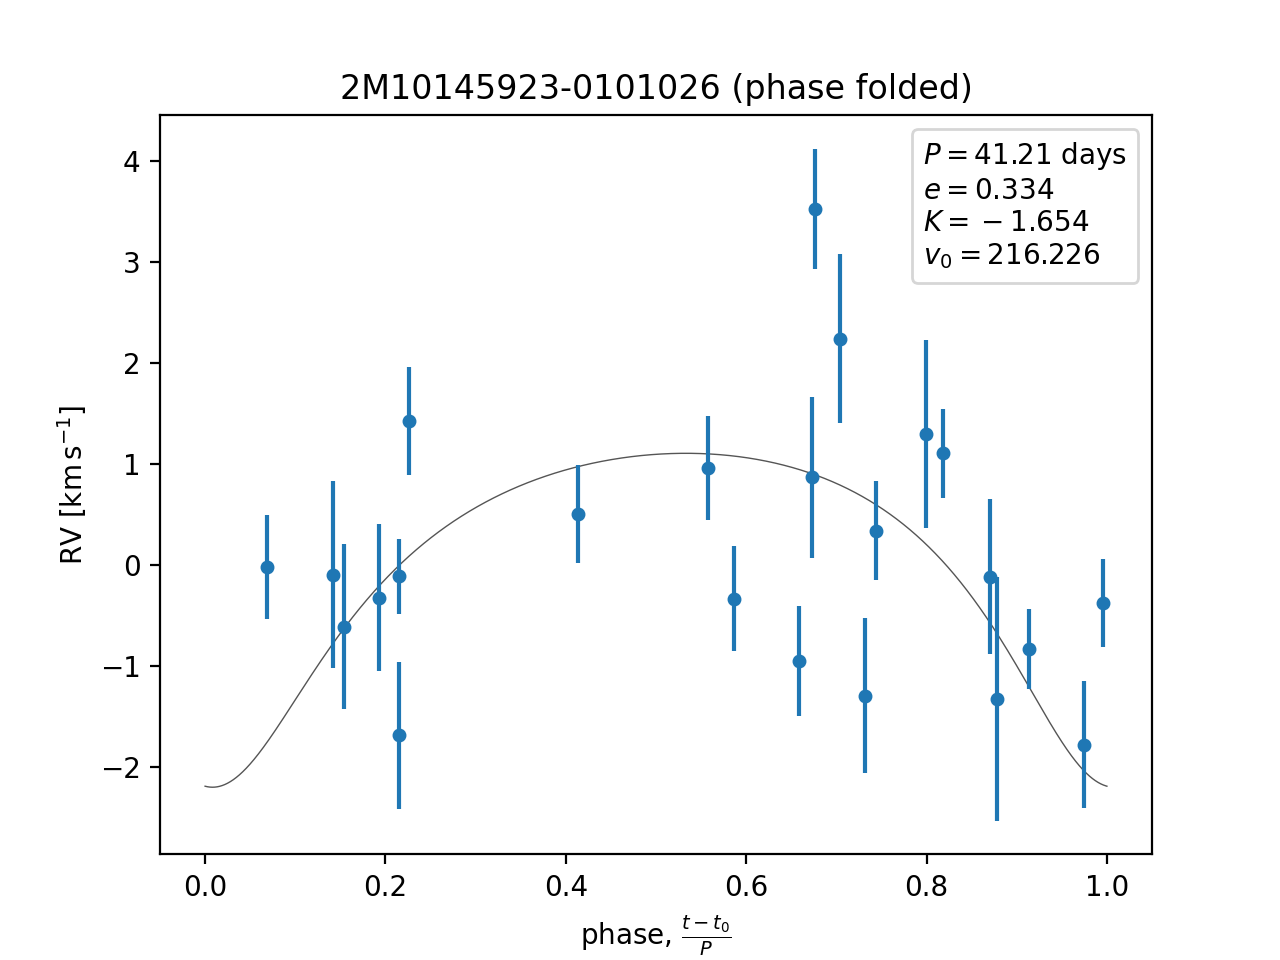 2M10145923-0101026 (phase folded)
P = 41.21 days
e = 0.334
K = −1.654
v₀ = 216.226
RV [km s⁻¹]
4
3
2
1
0
−1
−2
0.0 0.2 0.4 0.6 0.8 1.0
phase, (t − t₀)/P